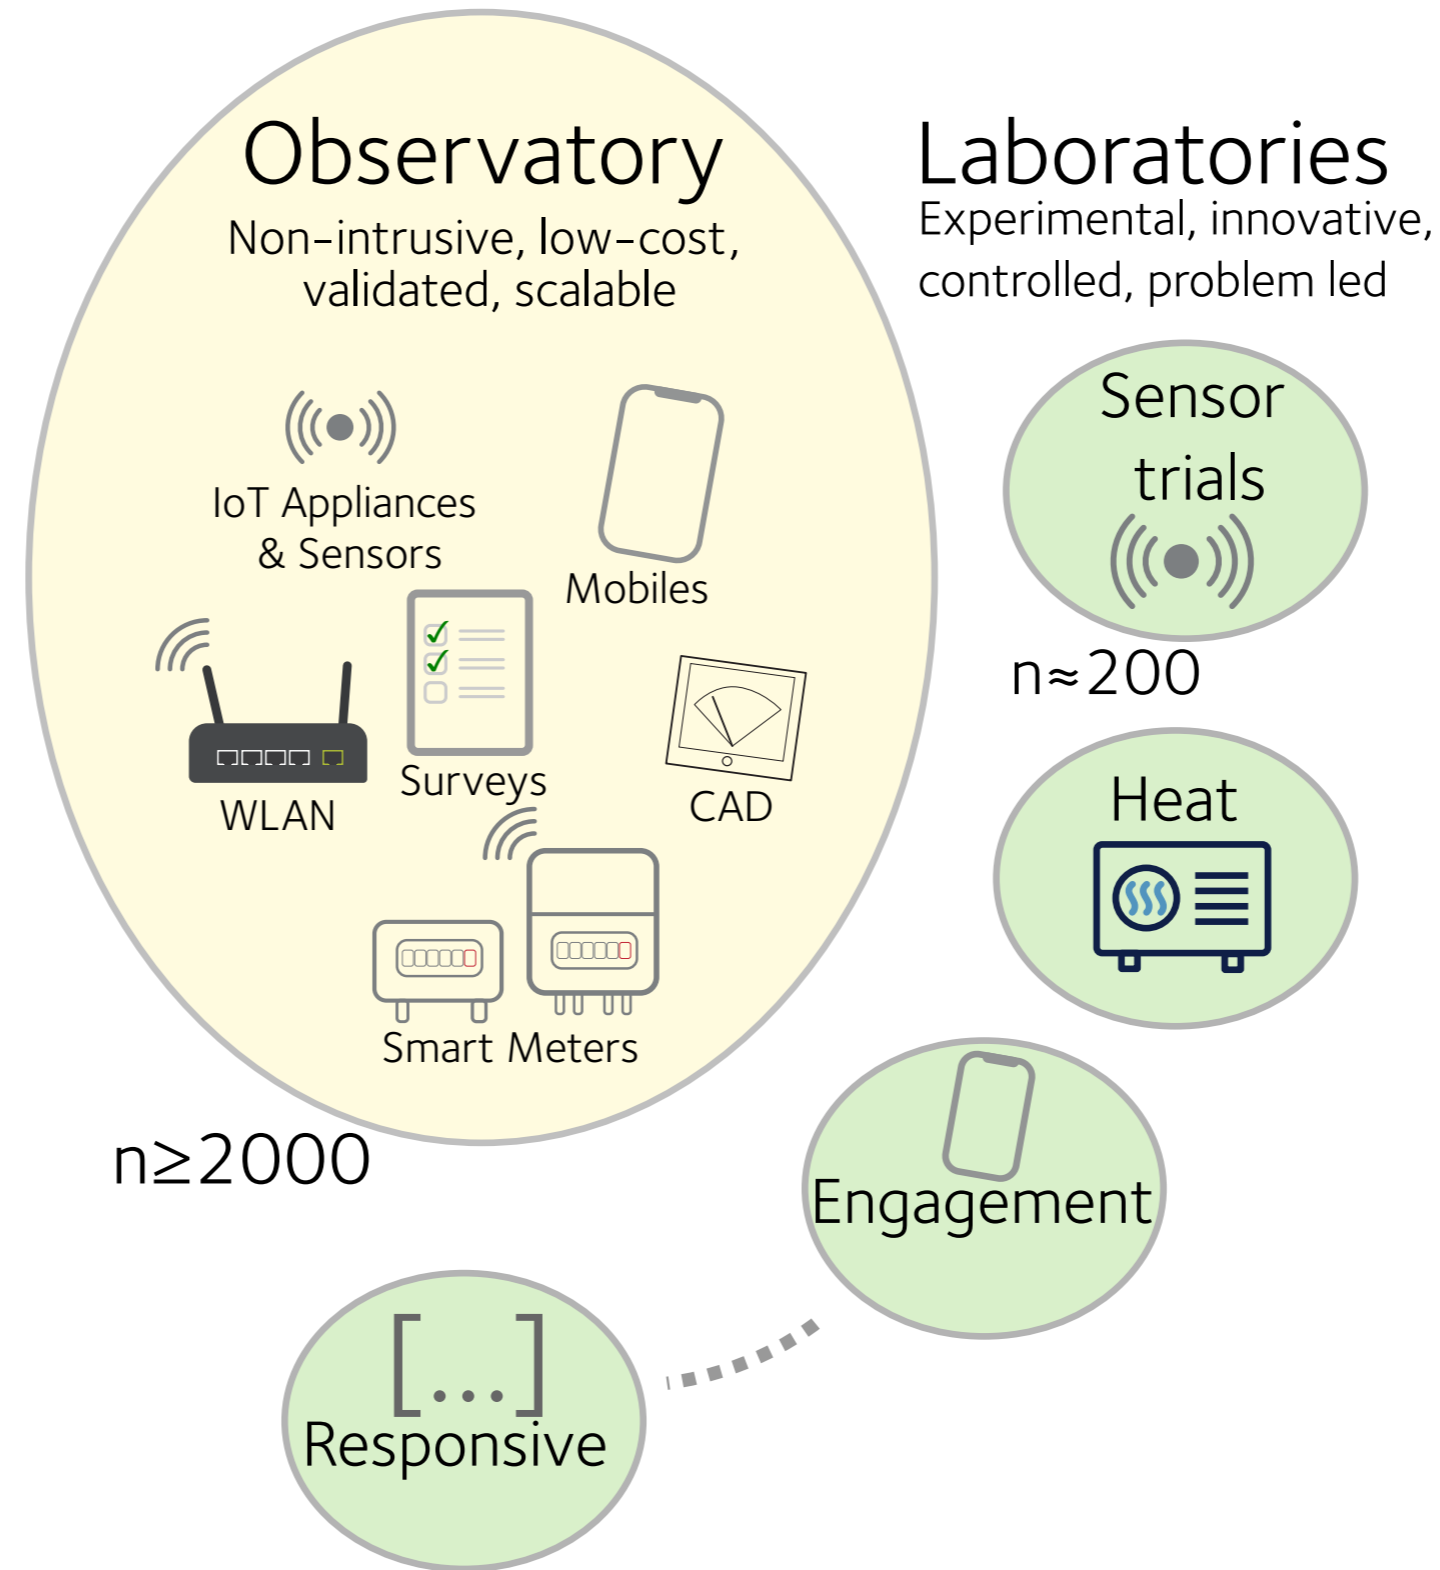 Observatory
Non-intrusive, low-cost,
validated, scalable
IoT Appliances
& Sensors
Mobiles
WLAN
Surveys
CAD
Smart Meters
n≥2000
Laboratories
Experimental, innovative,
controlled, problem led
Sensor
trials
n≈200
Heat
Engagement
[...]
Responsive